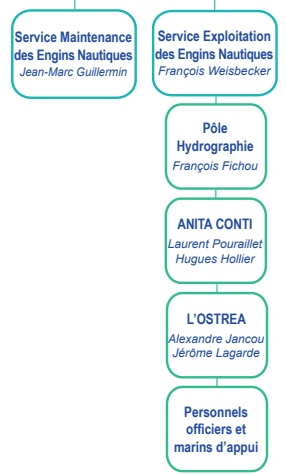 Service Maintenance
des Engins Nautiques
Jean-Marc Guillermin
Service Exploitation
des Engins Nautiques
François Weisbecker
Pôle
Hydrographie
François Fichou
ANITA CONTI
Laurent Pouraillet
Hugues Hollier
L'OSTREA
Alexandre Jancou
Jérôme Lagarde
Personnels
officiers et
marins d'appui